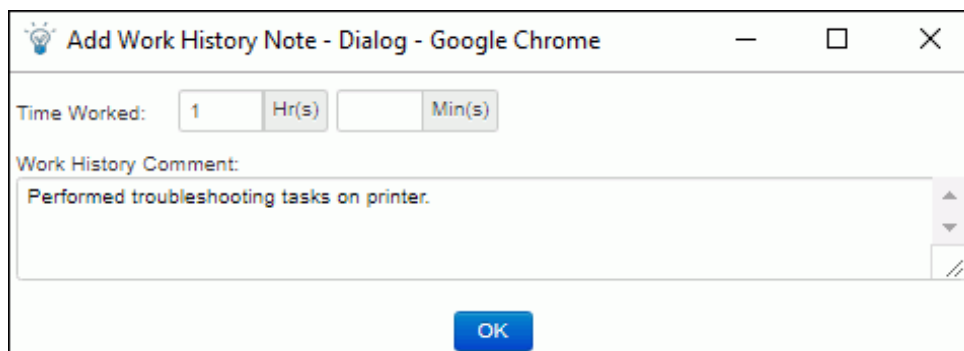 Add Work History Note - Dialog - Google Chrome
Time Worked: 1 Hr(s) Min(s)
Work History Comment:
Performed troubleshooting tasks on printer.
OK